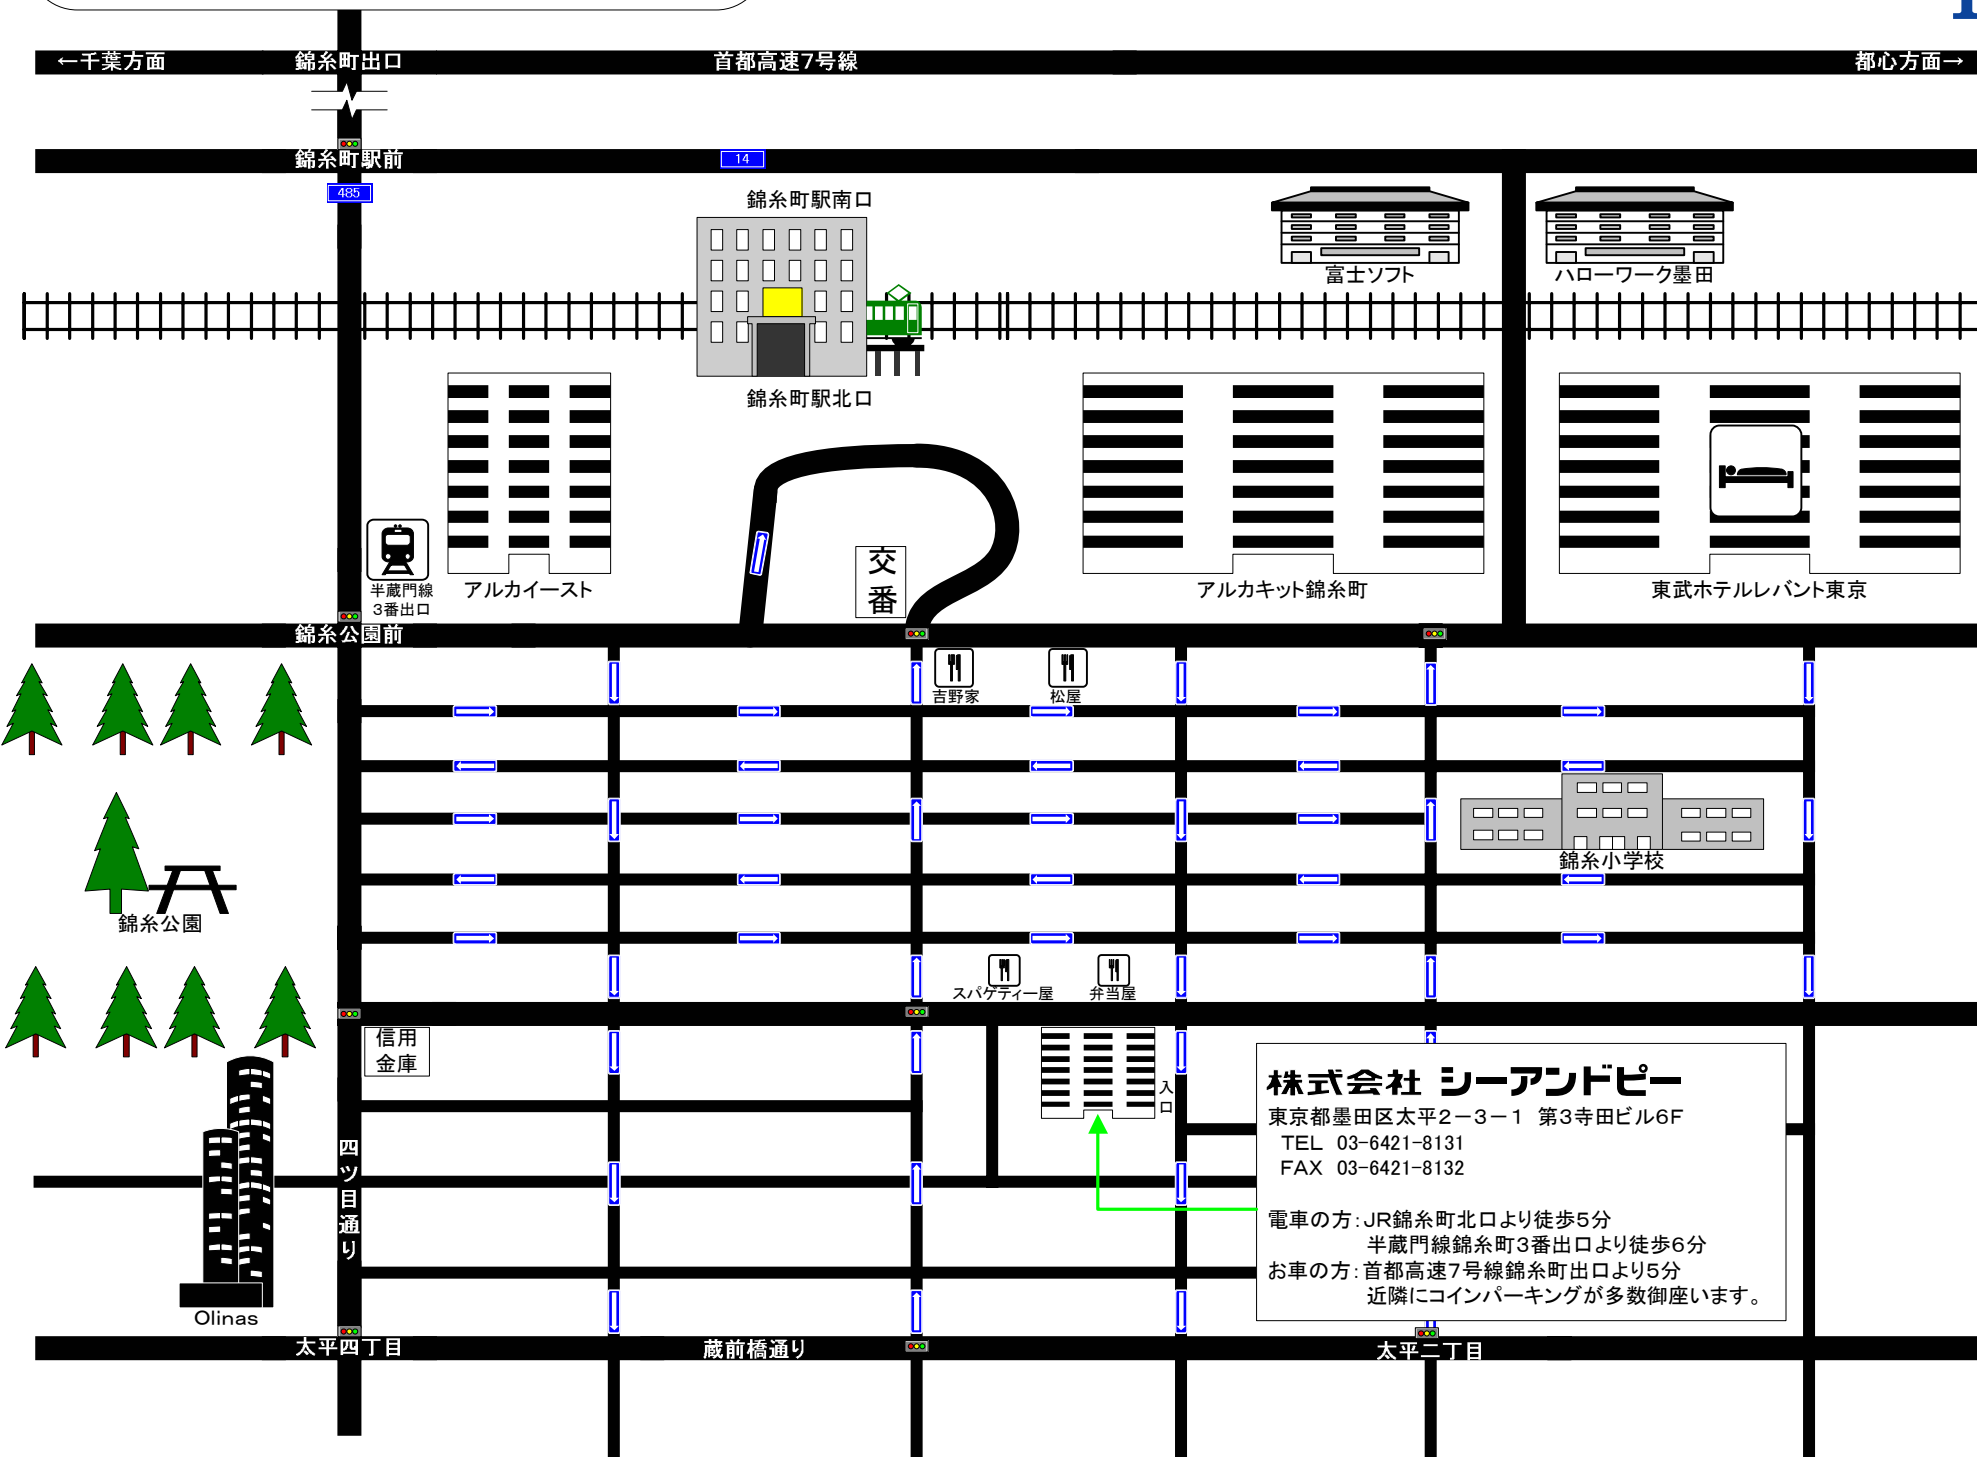 ←千葉方面
錦糸町出口
首都高速7号線
都心方面→
錦糸町駅前
14
485
錦糸町駅南口
富士ソフト
ハローワーク墨田
錦糸町駅北口
半蔵門線
3番出口
アルカイースト
交
番
アルカキット錦糸町
東武ホテルレバント東京
錦糸公園前
吉野家
松屋
錦糸小学校
錦糸公園
スパゲティー屋
弁当屋
信用
金庫
入
口
四ツ目通り
Olinas
株式会社 シーアンドピー
東京都墨田区太平2－3－1 第3寺田ビル6F
TEL 03-6421-8131
FAX 03-6421-8132
電車の方：JR錦糸町北口より徒歩5分
半蔵門線錦糸町3番出口より徒歩6分
お車の方：首都高速7号線錦糸町出口より5分
近隣にコインパーキングが多数御座います。
太平四丁目
蔵前橋通り
太平二丁目